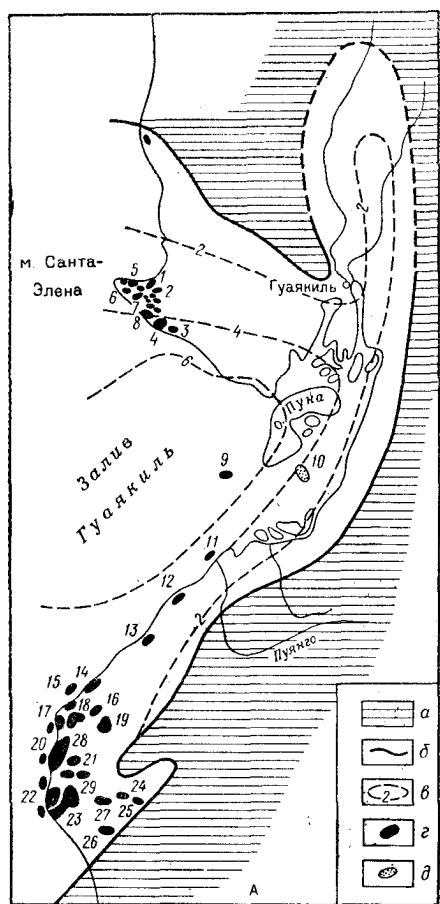 2
м. Санта-
Элена
5
1
2
6
7
8
4
3
2
4
6
Гуаякиль
о. Пуна
Залив
Гуаякиль
9
10
11
12
13
2
Пуянго
15
14
16
17
18
19
20
28
21
29
22
23
24
27
25
26
А
а
б
2
в
г
д